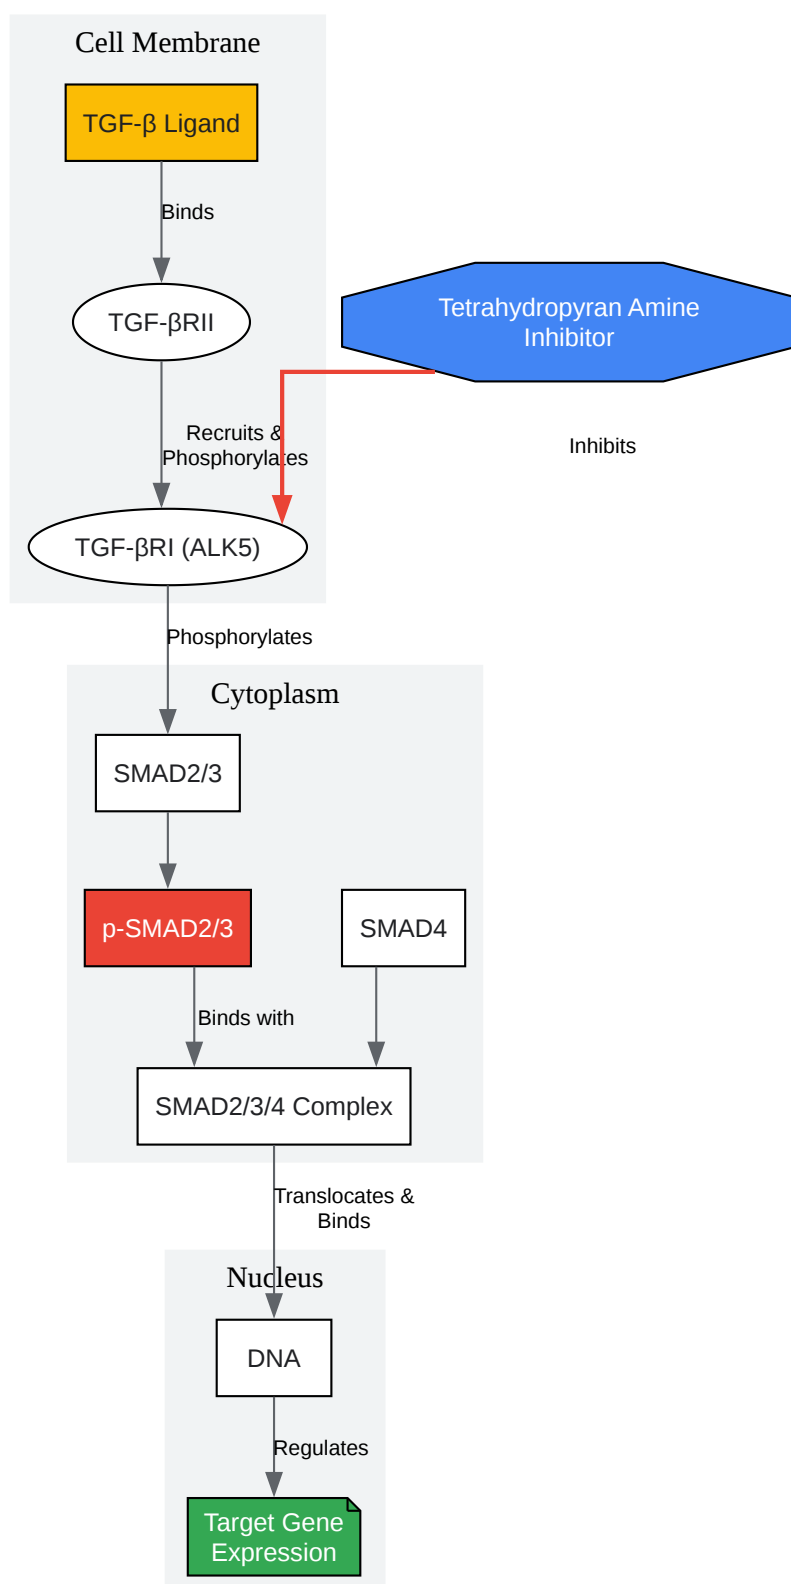 Cell Membrane
TGF-β Ligand
Binds
TGF-βRII
Tetrahydropyran Amine
Inhibitor
Recruits &
Phosphorylates
Inhibits
TGF-βRI (ALK5)
Phosphorylates
Cytoplasm
SMAD2/3
p-SMAD2/3
SMAD4
Binds with
SMAD2/3/4 Complex
Translocates &
Binds
Nucleus
DNA
Regulates
Target Gene
Expression